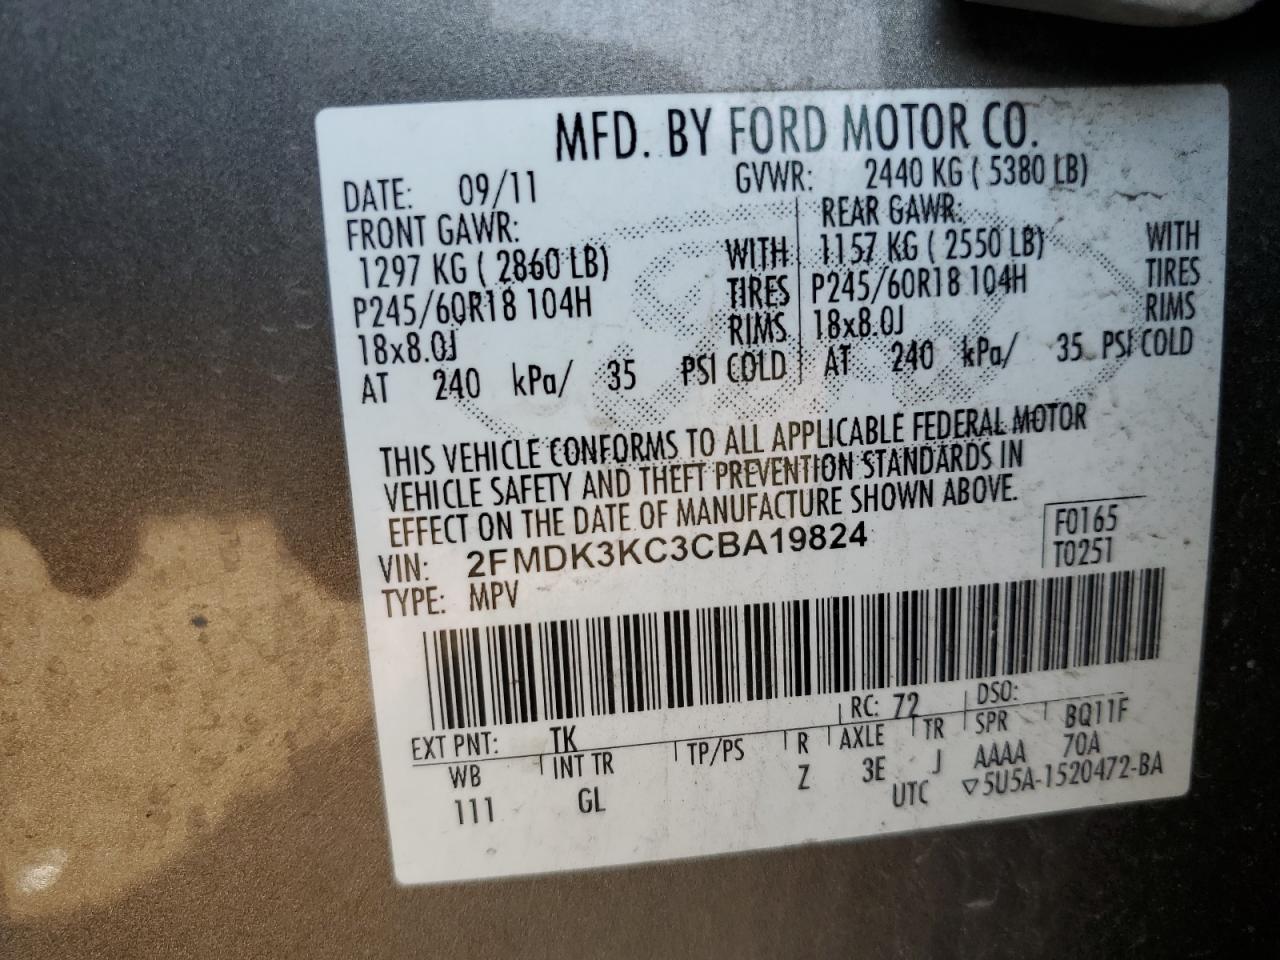 MFD. BY FORD MOTOR CO.
DATE: 09/11
GVWR: 2440 KG ( 5380 LB)
FRONT GAWR:
1297 KG ( 2860 LB)
P245/60R18 104H
18x8.0J
AT 240 kPa/ 35 PSI COLD
WITH
TIRES
RIMS
REAR GAWR:
1157 KG ( 2550 LB)
P245/60R18 104H
18x8.0J
AT 240 kPa/ 35 PSI COLD
WITH
TIRES
RIMS
THIS VEHICLE CONFORMS TO ALL APPLICABLE FEDERAL MOTOR
VEHICLE SAFETY AND THEFT PREVENTION STANDARDS IN
EFFECT ON THE DATE OF MANUFACTURE SHOWN ABOVE.
VIN: 2FMDK3KC3CBA19824
TYPE: MPV
F0165
T0251
EXT PNT: TK
RC: 72
DSO:
WB INT TR TP/PS R AXLE TR SPR BQ11F
111 GL Z 3E J AAAA 70A
UTC ▽5U5A-1520472-BA